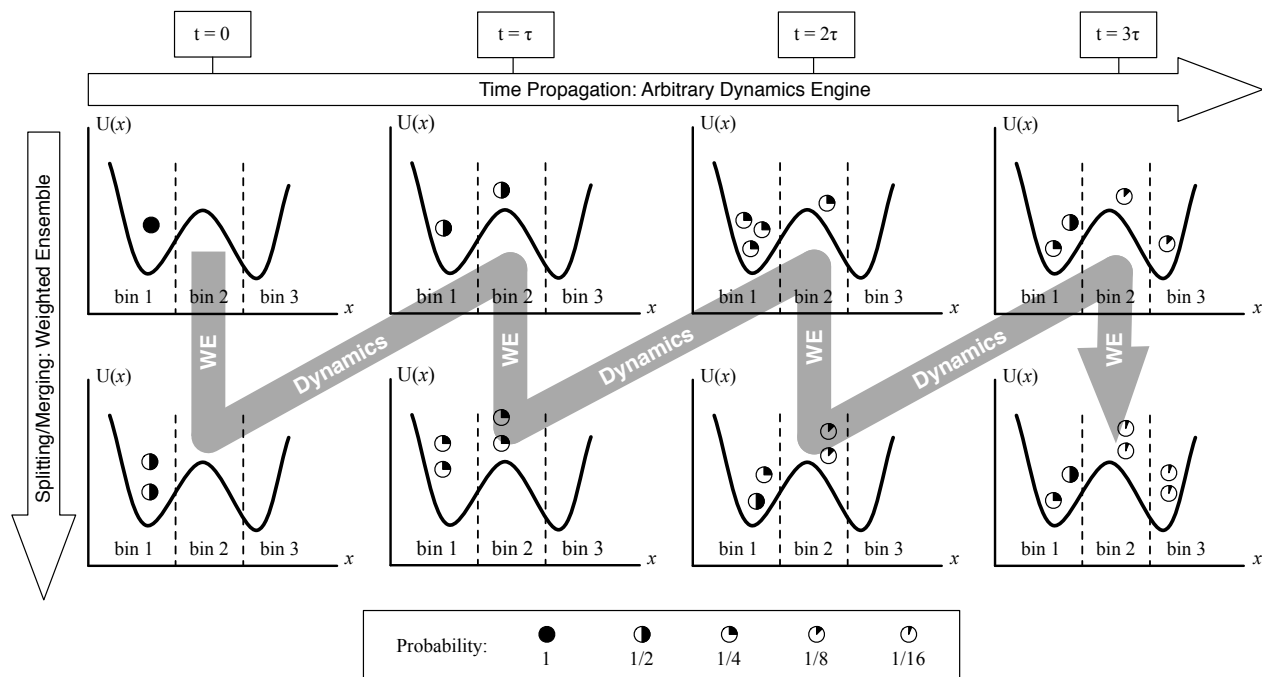 t = 0
t = τ
t = 2τ
t = 3τ
Time Propagation: Arbitrary Dynamics Engine
Splitting/Merging: Weighted Ensemble
U(x)
U(x)
U(x)
U(x)
bin 1 bin 2 bin 3 x
bin 1 bin 2 bin 3 x
bin 1 bin 2 bin 3 x
bin 1 bin 2 bin 3 x
WE
Dynamics
WE
Dynamics
WE
Dynamics
WE
U(x)
U(x)
U(x)
U(x)
bin 1 bin 2 bin 3 x
bin 1 bin 2 bin 3 x
bin 1 bin 2 bin 3 x
bin 1 bin 2 bin 3 x
Probability:
1
1/2
1/4
1/8
1/16